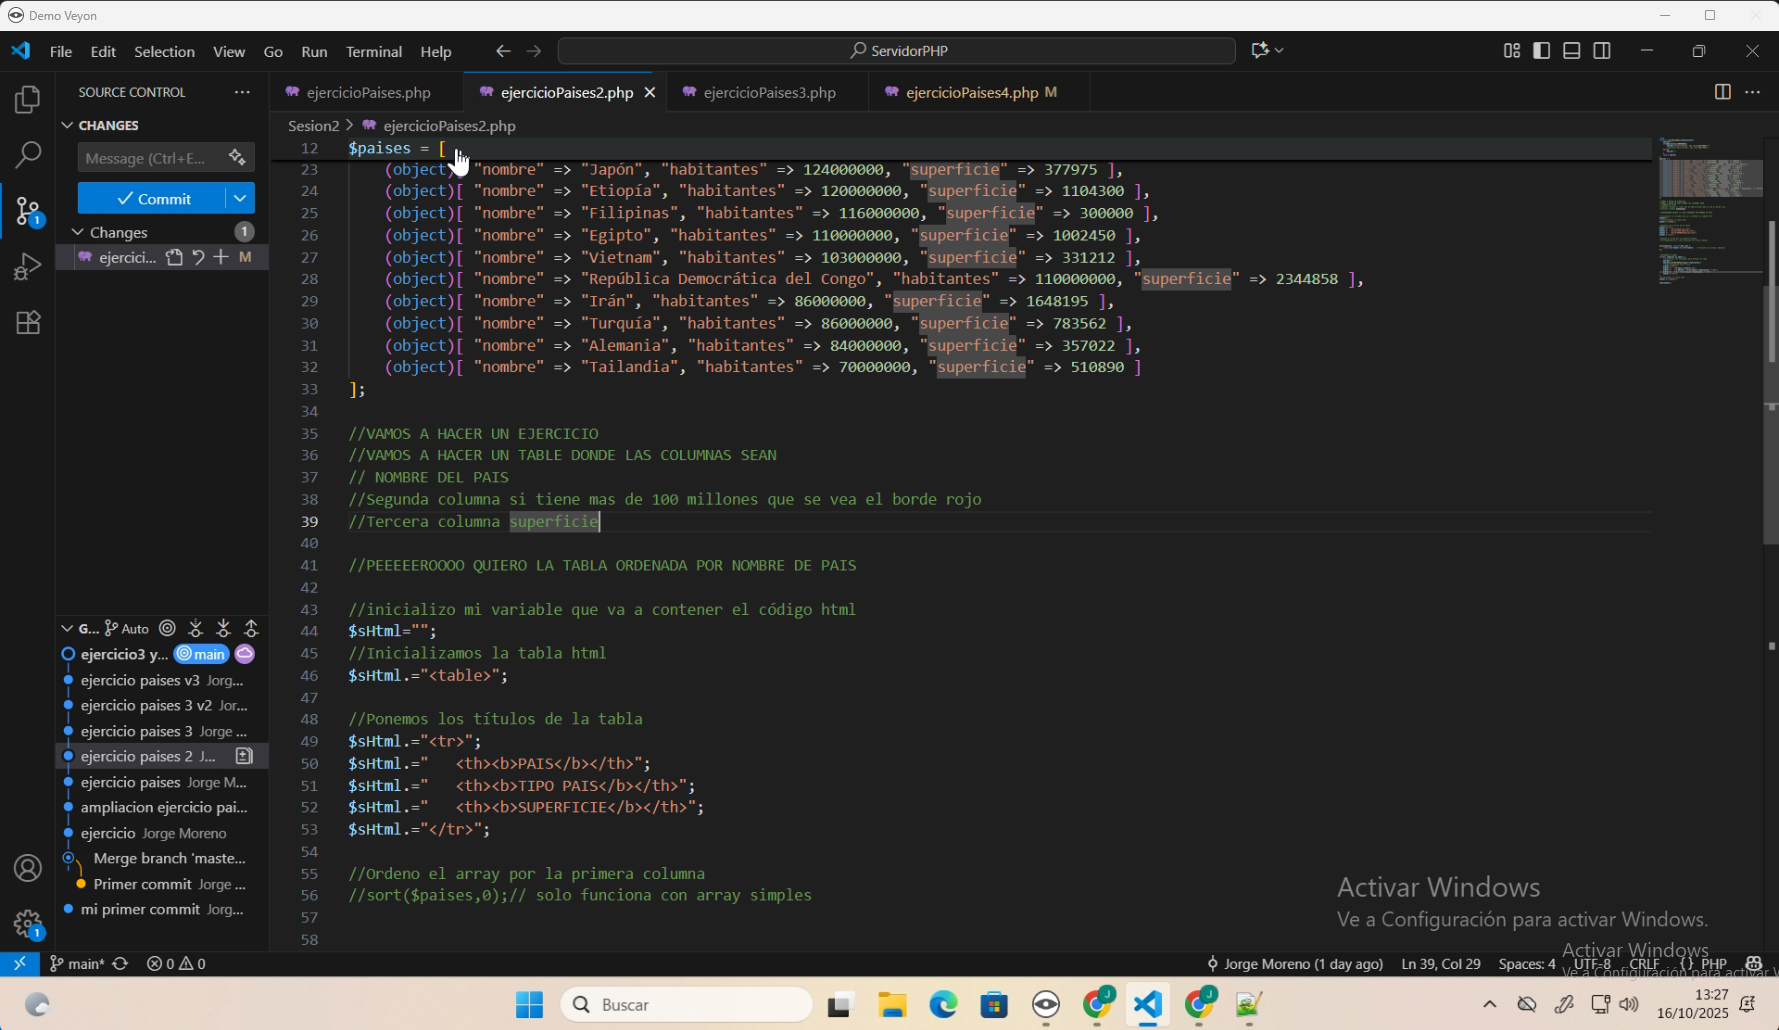 Demo Veyon
File Edit Selection View Go Run Terminal Help
ServidorPHP
SOURCE CONTROL
ejercicioPaises.php
ejercicioPaises2.php
ejercicioPaises3.php
ejercicioPaises4.php M
CHANGES
Message (Ctrl+E...
Commit
Changes 1
ejercici... M
Sesion2 > ejercicioPaises2.php
12 $paises = [
23 (object)[ "nombre" => "Japón", "habitantes" => 124000000, "superficie" => 377975 ],
24 (object)[ "nombre" => "Etiopía", "habitantes" => 120000000, "superficie" => 1104300 ],
25 (object)[ "nombre" => "Filipinas", "habitantes" => 116000000, "superficie" => 300000 ],
26 (object)[ "nombre" => "Egipto", "habitantes" => 110000000, "superficie" => 1002450 ],
27 (object)[ "nombre" => "Vietnam", "habitantes" => 103000000, "superficie" => 331212 ],
28 (object)[ "nombre" => "República Democrática del Congo", "habitantes" => 110000000, "superficie" => 2344858 ],
29 (object)[ "nombre" => "Irán", "habitantes" => 86000000, "superficie" => 1648195 ],
30 (object)[ "nombre" => "Turquía", "habitantes" => 86000000, "superficie" => 783562 ],
31 (object)[ "nombre" => "Alemania", "habitantes" => 84000000, "superficie" => 357022 ],
32 (object)[ "nombre" => "Tailandia", "habitantes" => 70000000, "superficie" => 510890 ]
33 ];
34
35 //VAMOS A HACER UN EJERCICIO
36 //VAMOS A HACER UN TABLE DONDE LAS COLUMNAS SEAN
37 // NOMBRE DEL PAIS
38 //Segunda columna si tiene mas de 100 millones que se vea el borde rojo
39 //Tercera columna superficie
40
41 //PEEEEEROOOO QUIERO LA TABLA ORDENADA POR NOMBRE DE PAIS
42
43 //inicializo mi variable que va a contener el código html
44 $sHtml="";
45 //Inicializamos la tabla html
46 $sHtml.="<table>";
47
48 //Ponemos los títulos de la tabla
49 $sHtml.="<tr>";
50 $sHtml.="   <th><b>PAIS</b></th>";
51 $sHtml.="   <th><b>TIPO PAIS</b></th>";
52 $sHtml.="   <th><b>SUPERFICIE</b></th>";
53 $sHtml.="</tr>";
54
55 //Ordeno el array por la primera columna
56 //sort($paises,0);// solo funciona con array simples
57
58
G... Auto
ejercicio3 y... main
ejercicio paises v3 Jorg...
ejercicio paises 3 v2 Jor...
ejercicio paises 3 Jorge ...
ejercicio paises 2 J...
ejercicio paises Jorge M...
ampliacion ejercicio pai...
ejercicio Jorge Moreno
Merge branch 'maste...
Primer commit Jorge ...
mi primer commit Jorg...
1
1
Activar Windows
Ve a Configuración para activar Windows.
Activar Windows
Ve a Configuración para activar
main* 0 0
Jorge Moreno (1 day ago) Ln 39, Col 29 Spaces: 4 UTF-8 CRLF {} PHP
Buscar
13:27
16/10/2025